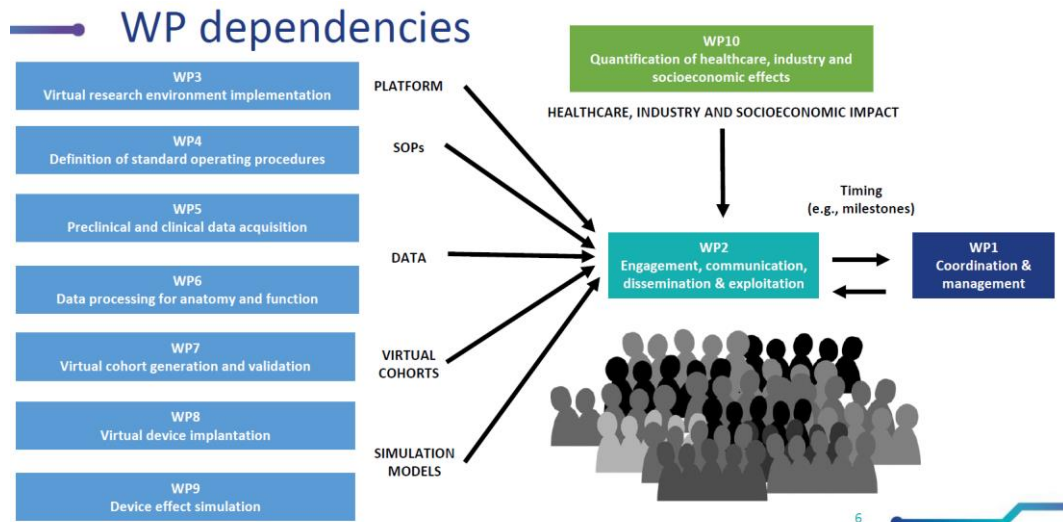 WP dependencies
WP3
Virtual research environment implementation
WP4
Definition of standard operating procedures
WP5
Preclinical and clinical data acquisition
WP6
Data processing for anatomy and function
WP7
Virtual cohort generation and validation
WP8
Virtual device implantation
WP9
Device effect simulation
PLATFORM
SOPs
DATA
VIRTUAL
COHORTS
SIMULATION
MODELS
WP10
Quantification of healthcare, industry and
socioeconomic effects
HEALTHCARE, INDUSTRY AND SOCIOECONOMIC IMPACT
WP2
Engagement, communication,
dissemination & exploitation
Timing
(e.g., milestones)
WP1
Coordination &
management
6